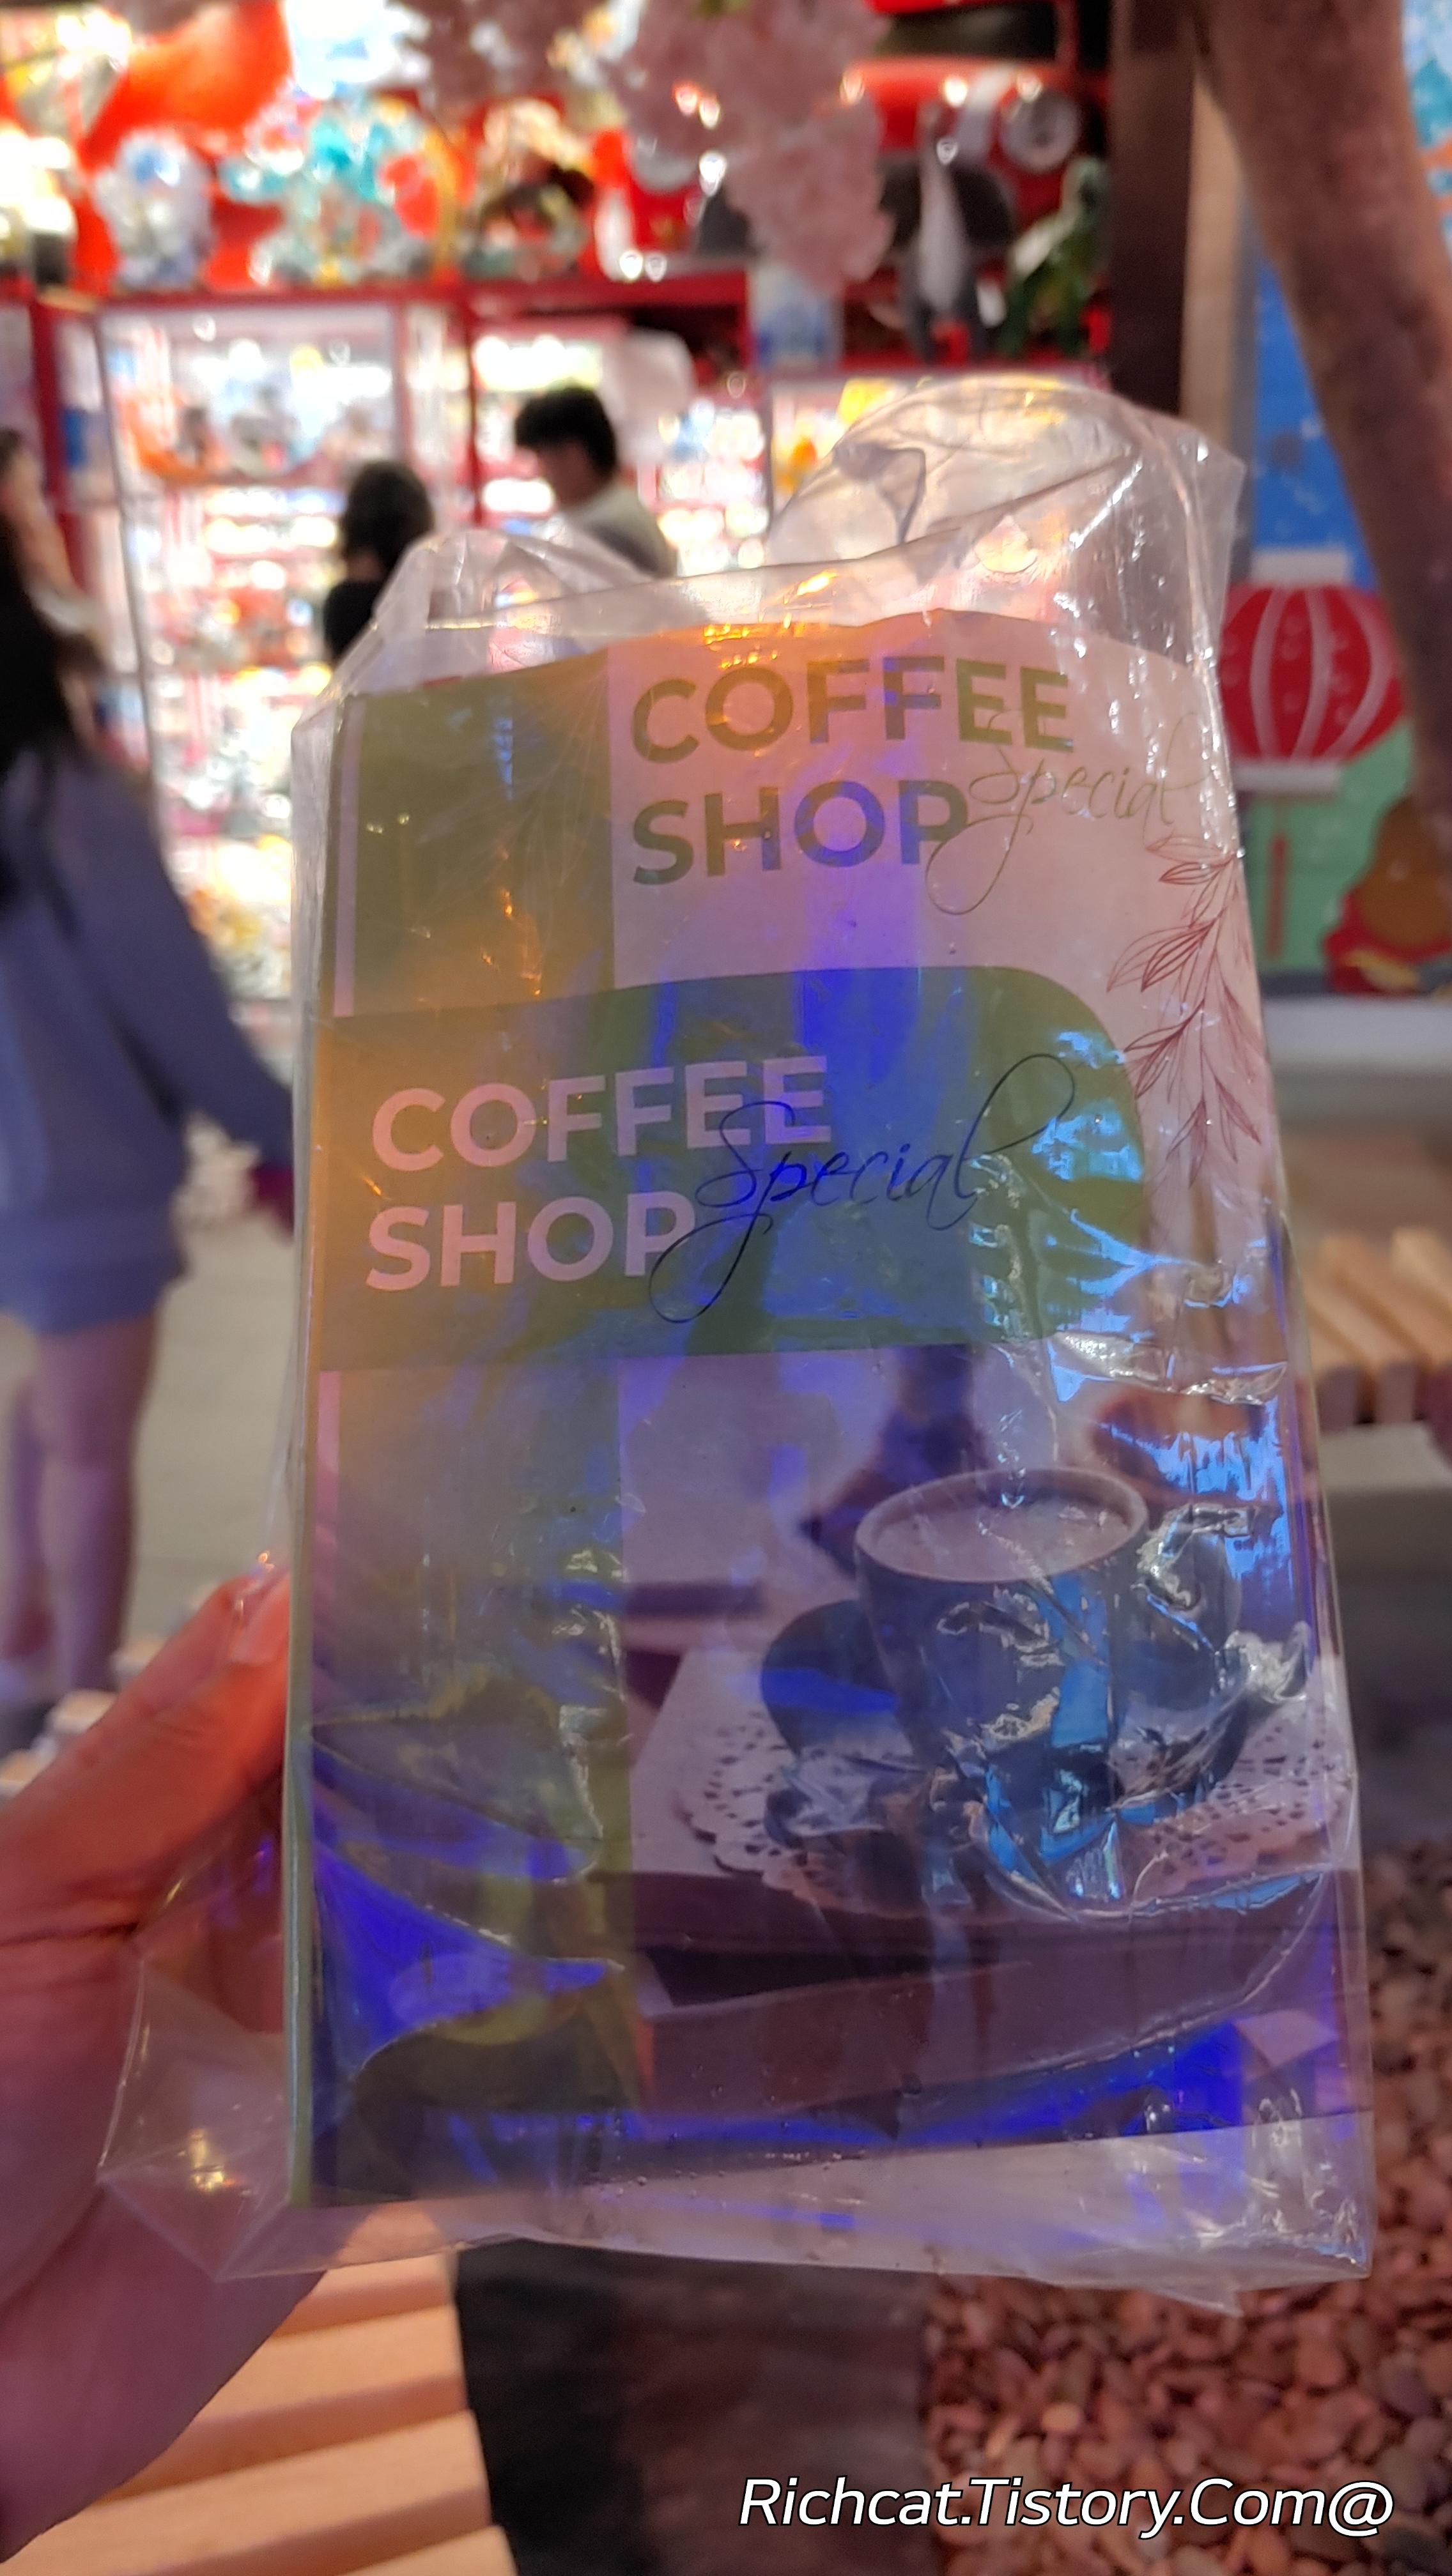 COFFEE
SHOP Special
COFFEE
SHOP Special
Richcat.Tistory.Com@